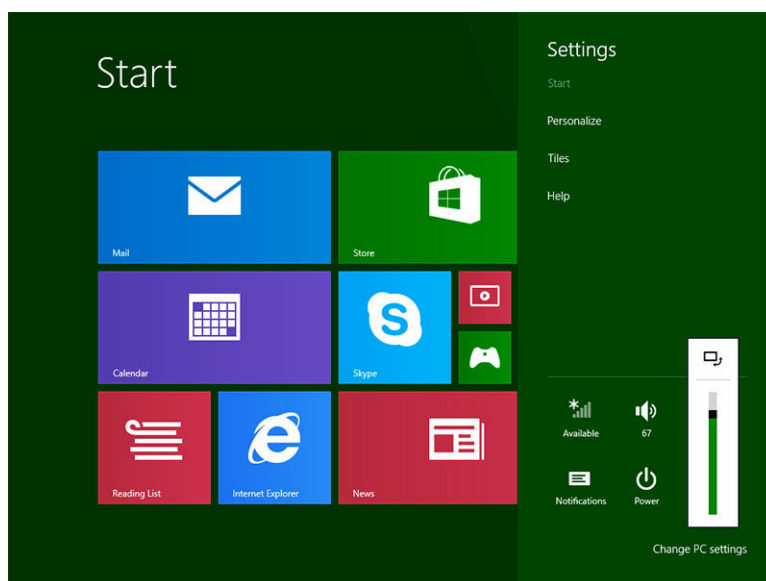 Start
Settings
Start
Personalize
Tiles
Help
Mail
Store
Calendar
Skype
Reading List
Internet Explorer
News
Available
67
Notifications
Power
Change PC settings